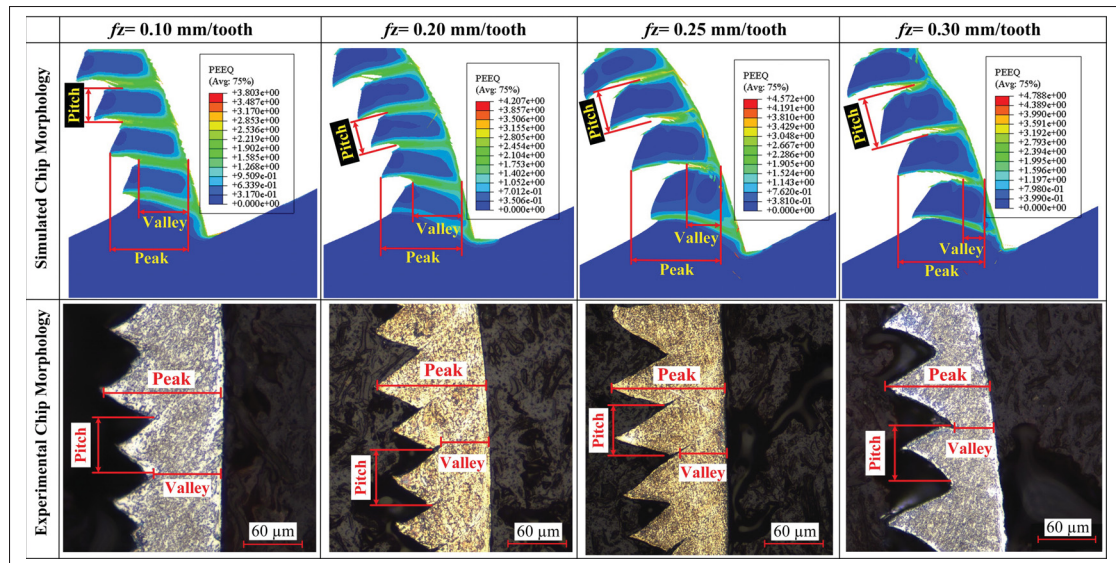 fz= 0.10 mm/tooth
fz= 0.20 mm/tooth
fz= 0.25 mm/tooth
fz= 0.30 mm/tooth
Simulated Chip Morphology
Pitch
PEEQ
(Avg: 75%)
+3.803e+00
+3.487e+00
+3.170e+00
+2.853e+00
+2.536e+00
+2.219e+00
+1.902e+00
+1.585e+00
+1.268e+00
+9.509e-01
+6.339e-01
+3.170e-01
+0.000e+00
Valley
Peak
Pitch
PEEQ
(Avg: 75%)
+4.207e+00
+3.857e+00
+3.506e+00
+3.155e+00
+2.805e+00
+2.454e+00
+2.104e+00
+1.753e+00
+1.402e+00
+1.052e+00
+7.012e-01
+3.506e-01
+0.000e+00
Valley
Peak
Pitch
PEEQ
(Avg: 75%)
+4.572e+00
+4.191e+00
+3.810e+00
+3.429e+00
+3.048e+00
+2.667e+00
+2.286e+00
+1.905e+00
+1.524e+00
+1.143e+00
+7.620e-01
+3.810e-01
+0.000e+00
Valley
Peak
Pitch
PEEQ
(Avg: 75%)
+4.788e+00
+4.389e+00
+3.990e+00
+3.591e+00
+3.192e+00
+2.793e+00
+2.394e+00
+1.995e+00
+1.596e+00
+1.197e+00
+7.980e-01
+3.990e-01
+0.000e+00
Valley
Peak
Experimental Chip Morphology
Peak
Pitch
Valley
60 µm
Peak
Valley
Pitch
60 µm
Peak
Pitch
Valley
60 µm
Peak
Valley
Pitch
60 µm